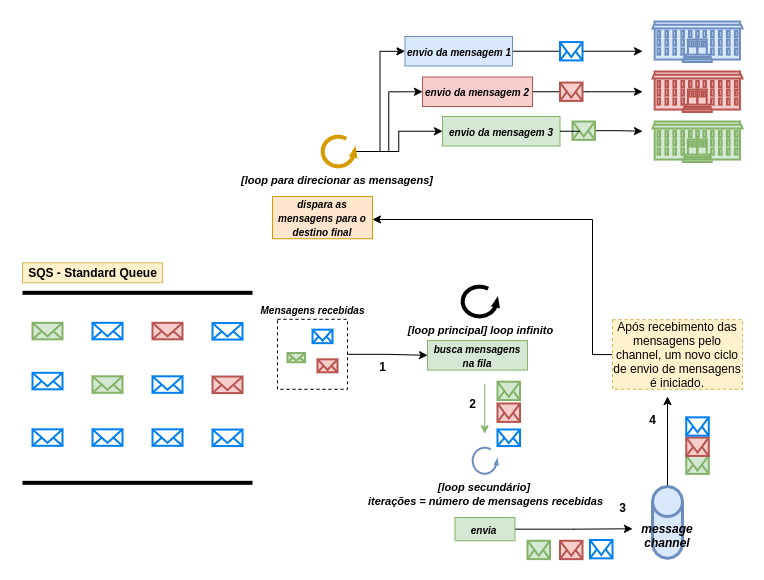 envio da mensagem 1
envio da mensagem 2
envio da mensagem 3
[loop para direcionar as mensagens]
dispara as
mensagens para o
destino final
SQS - Standard Queue
Mensagens recebidas
1
[loop principal] loop infinito
busca mensagens
na fila
2
[loop secundário]
iterações = número de mensagens recebidas
envia
3
message
channel
4
Após recebimento das
mensagens pelo
channel, um novo ciclo
de envio de mensagens
é iniciado.